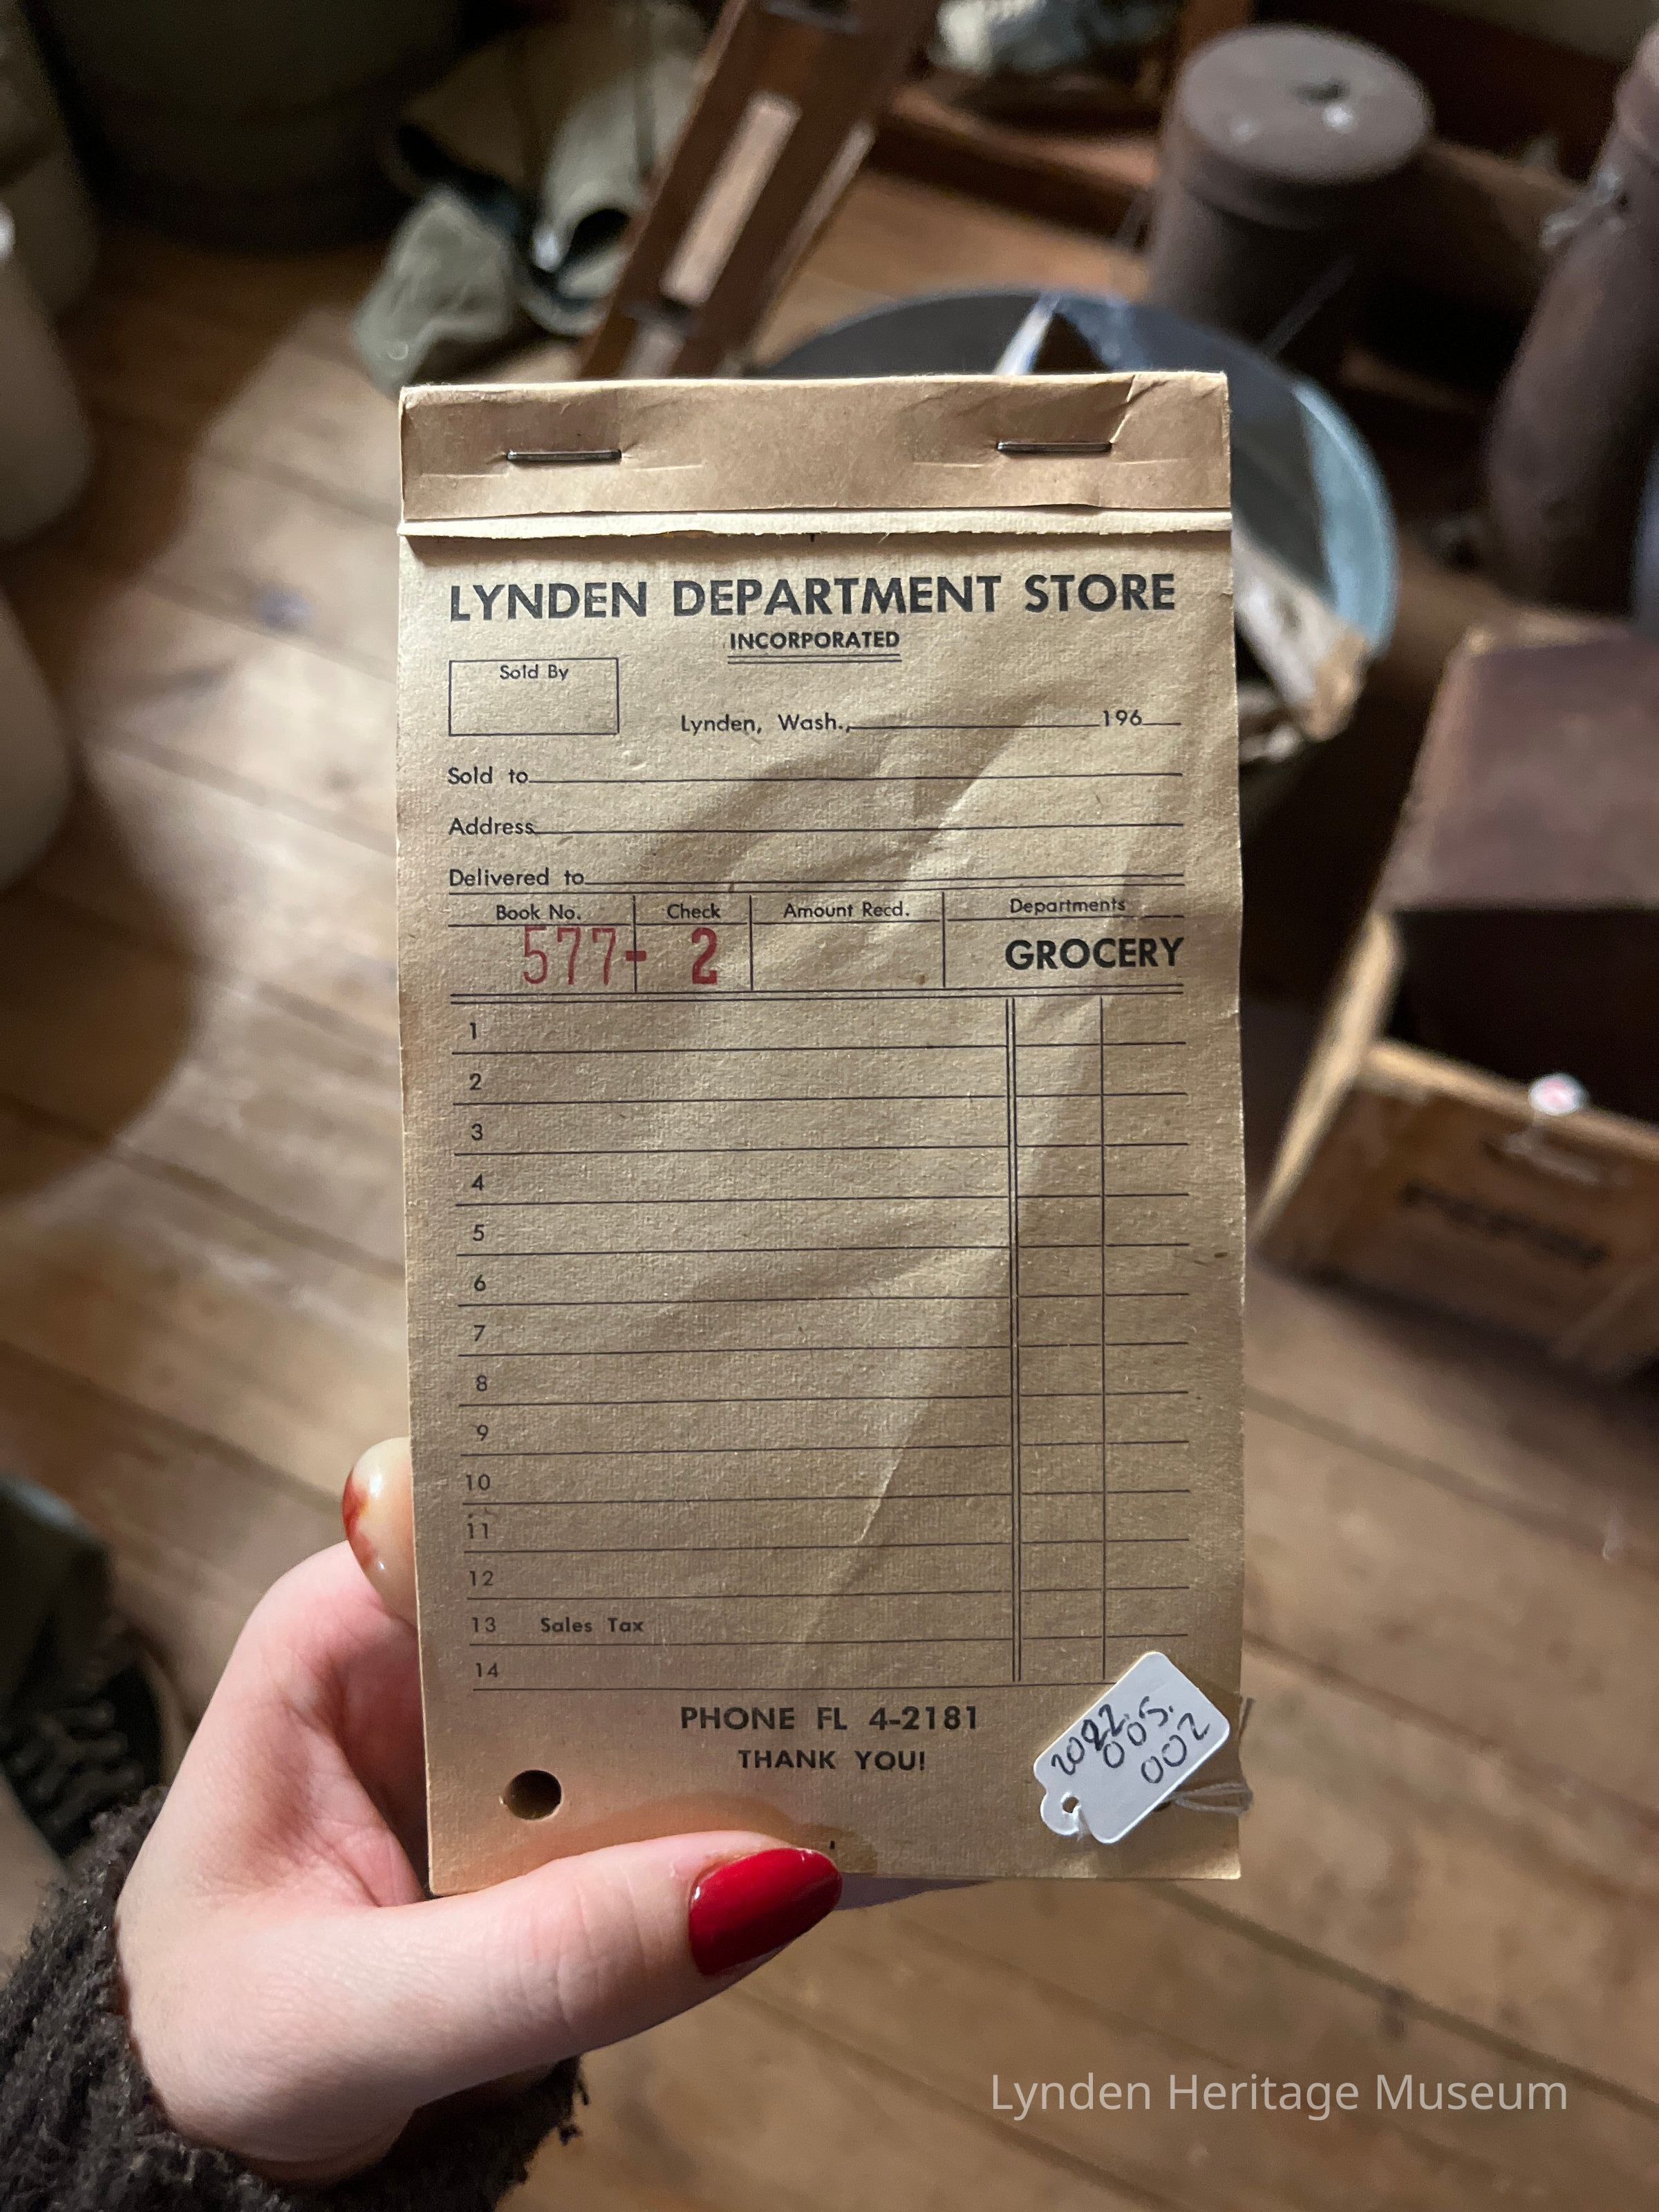 LYNDEN DEPARTMENT STORE
INCORPORATED
Sold By
Lynden, Wash., 196
Sold to
Address
Delivered to
Book No. Check Amount Recd. Departments
577- 2 GROCERY
1
2
3
4
5
6
7
8
9
10
11
12
13 Sales Tax
14
PHONE FL 4-2181
THANK YOU!
2022.
005.
002
Lynden Heritage Museum